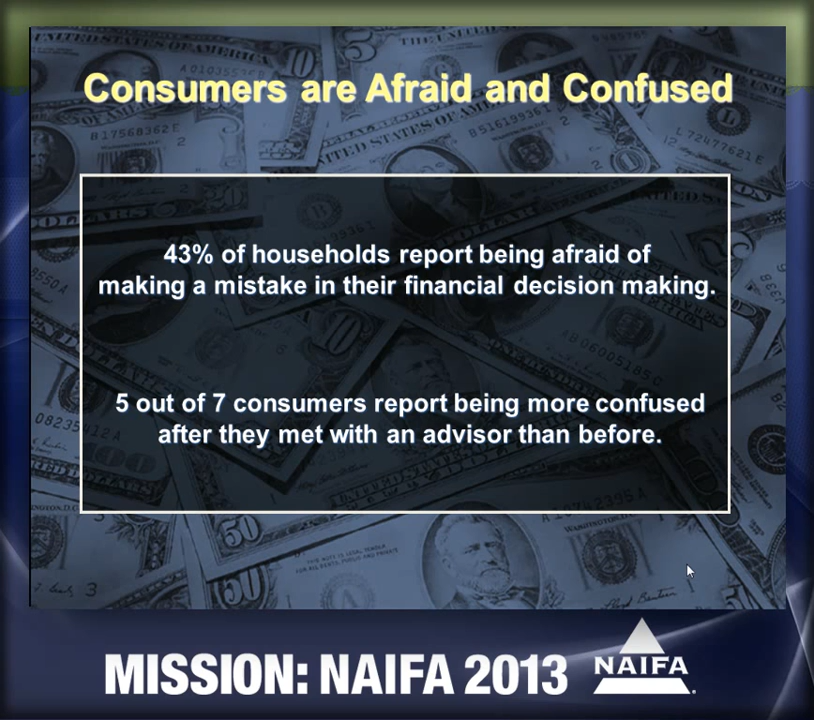 Consumers are Afraid and Confused
43% of households report being afraid of
making a mistake in their financial decision making.
5 out of 7 consumers report being more confused
after they met with an advisor than before.
MISSION: NAIFA 2013
NAIFA